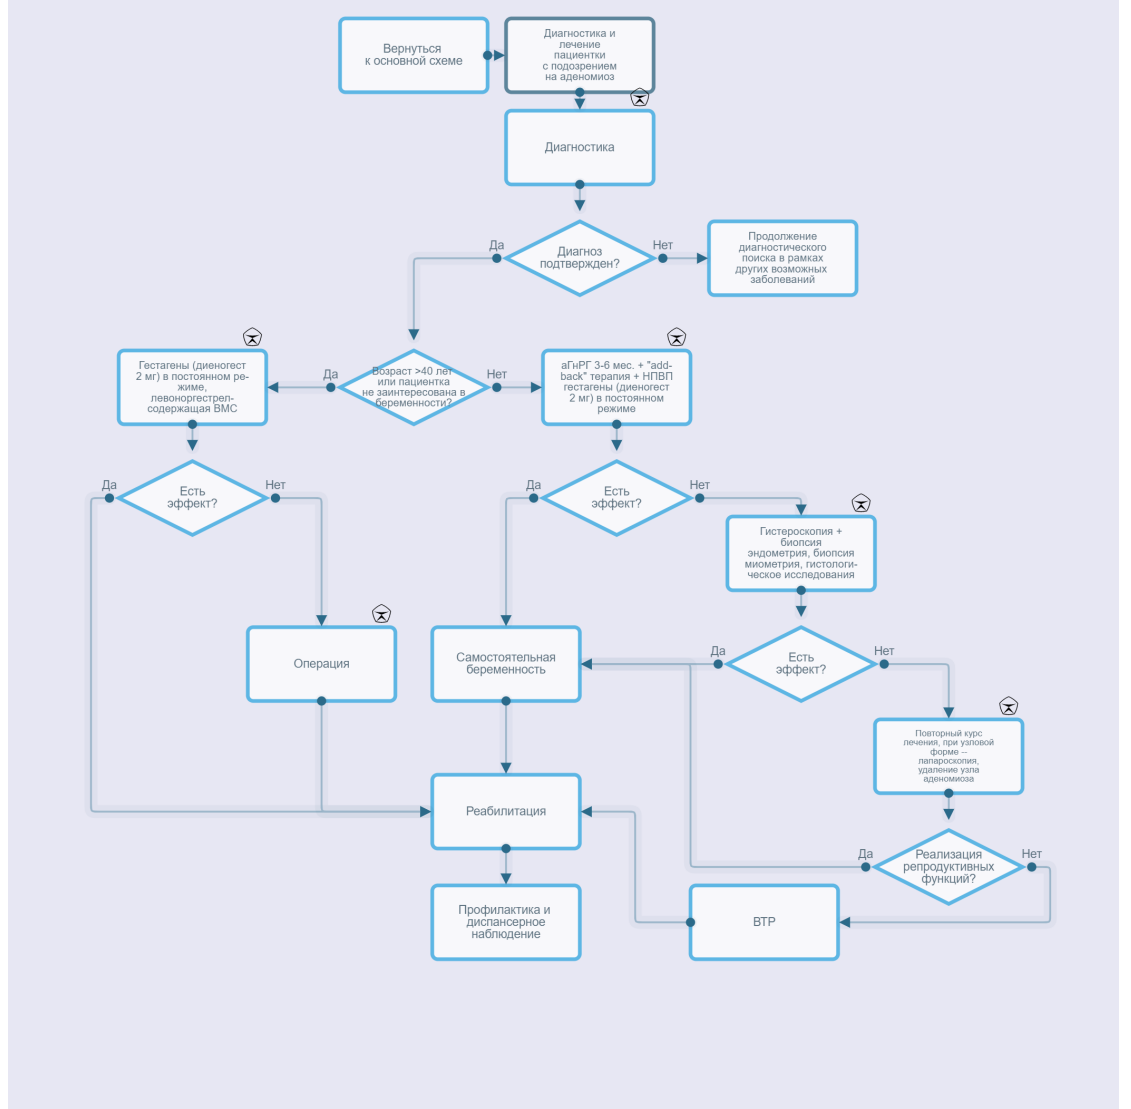 Вернуться
к основной схеме
Диагностика и
лечение
пациентки
с подозрением
на аденомиоз
Диагностика
Диагноз
подтвержден?
Да
Нет
Продолжение
диагностического
поиска в рамках
других возможных
заболеваний
Гестагены (диеногест
2 мг) в постоянном ре-
жиме,
левоноргестрел-
содержащая ВМС
Да
Возраст >40 лет
или пациентка
не заинтересована в
беременности?
Нет
аГнРГ 3-6 мес. + "add-
back" терапия + НПВП
гестагены (диеногест
2 мг) в постоянном
режиме
Да
Есть
эффект?
Нет
Да
Есть
эффект?
Нет
Гистероскопия +
биопсия
эндометрия, биопсия
миометрия, гистологи-
ческое исследования
Операция
Самостоятельная
беременность
Да
Есть
эффект?
Нет
Повторный курс
лечения, при узловой
форме --
лапароскопия,
удаление узла
аденомиоза
Реабилитация
Да
Реализация
репродуктивных
функций?
Нет
Профилактика и
диспансерное
наблюдение
ВТР